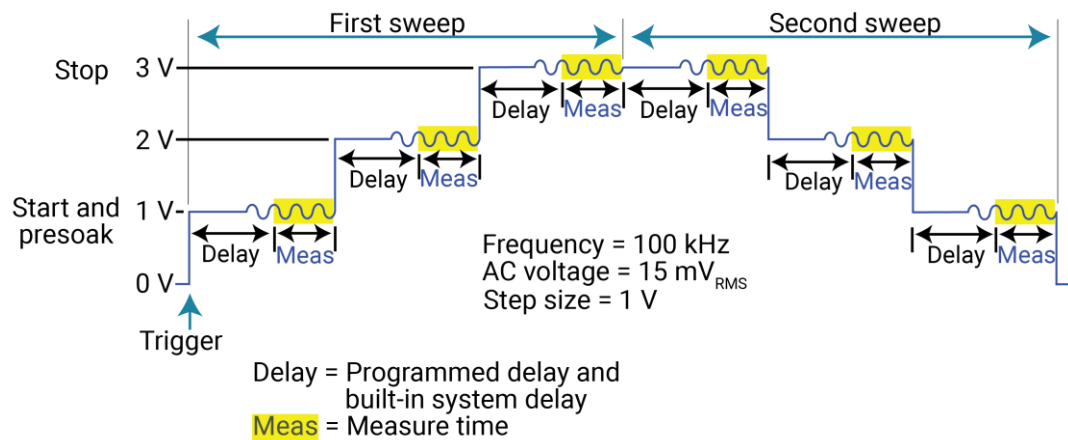 First sweep
Second sweep
Stop
3 V
Delay
Meas
Delay
Meas
2 V
Delay
Meas
Delay
Meas
Start and
presoak
1 V
Delay
Meas
Delay
Meas
Frequency = 100 kHz
AC voltage = 15 mVRMS
Step size = 1 V
0 V
Trigger
Delay = Programmed delay and
built-in system delay
Meas = Measure time